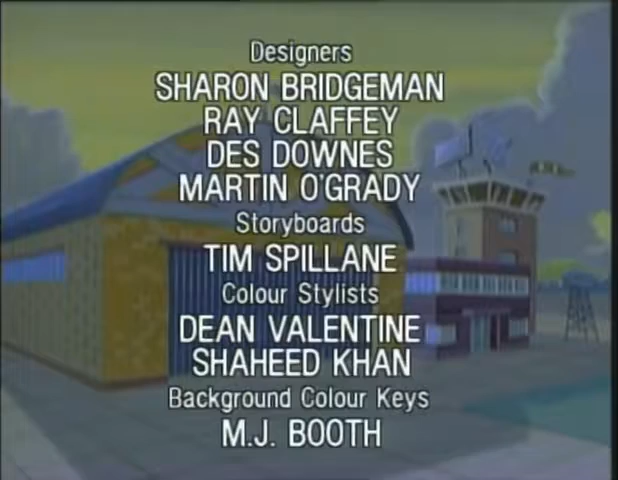 Designers
SHARON BRIDGEMAN
RAY CLAFFEY
DES DOWNES
MARTIN O'GRADY
Storyboards
TIM SPILLANE
Colour Stylists
DEAN VALENTINE
SHAHEED KHAN
Background Colour Keys
M.J. BOOTH